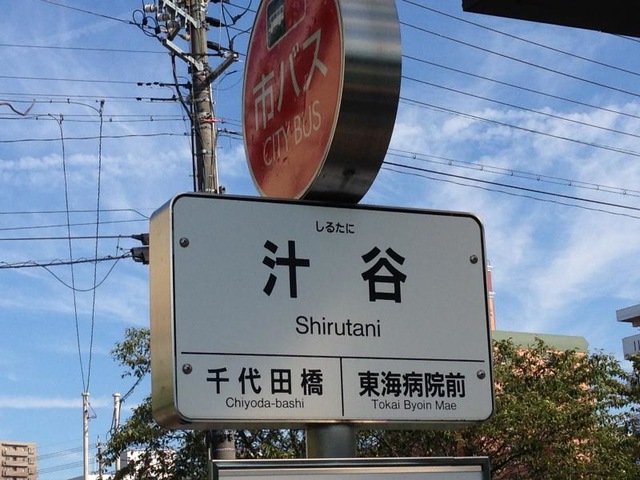 市バス
CITY BUS
しるたに
汁谷
Shirutani
千代田橋
Chiyoda-bashi
東海病院前
Tokai Byoin Mae